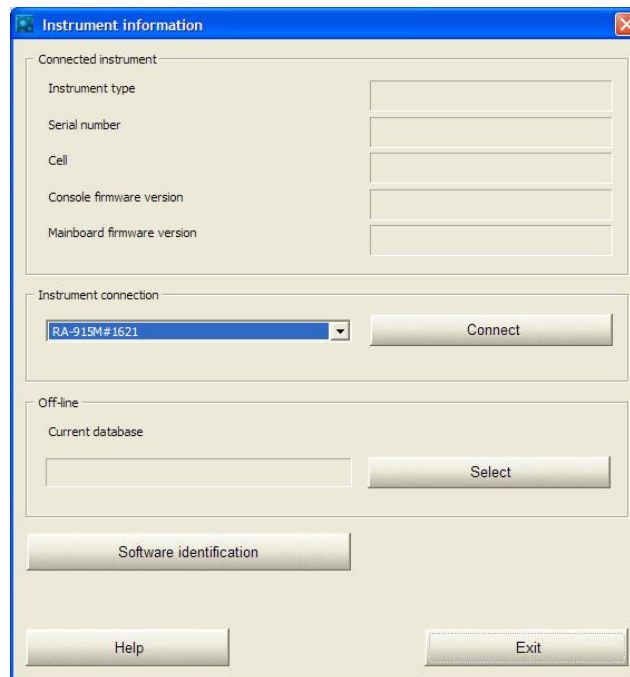 Instrument information
Connected instrument
Instrument type
Serial number
Cell
Console firmware version
Mainboard firmware version
Instrument connection
RA-915M#1621
Connect
Off-line
Current database
Select
Software identification
Help
Exit